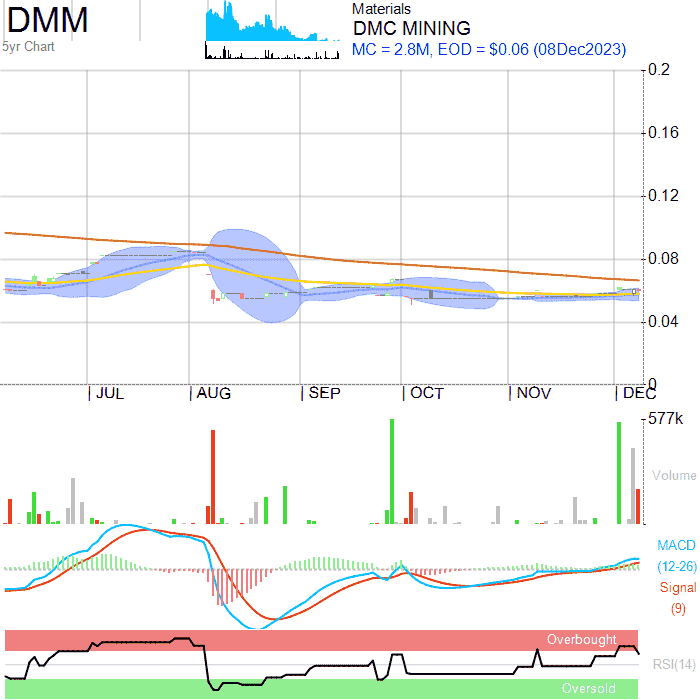 DMM
5yr Chart
Materials
DMC MINING
MC = 2.8M, EOD = $0.06 (08Dec2023)
0.2
0.16
0.12
0.08
0.04
0
JUL AUG SEP OCT NOV DEC
577k
Volume
MACD
(12-26)
Signal
(9)
Overbought
RSI(14)
Oversold